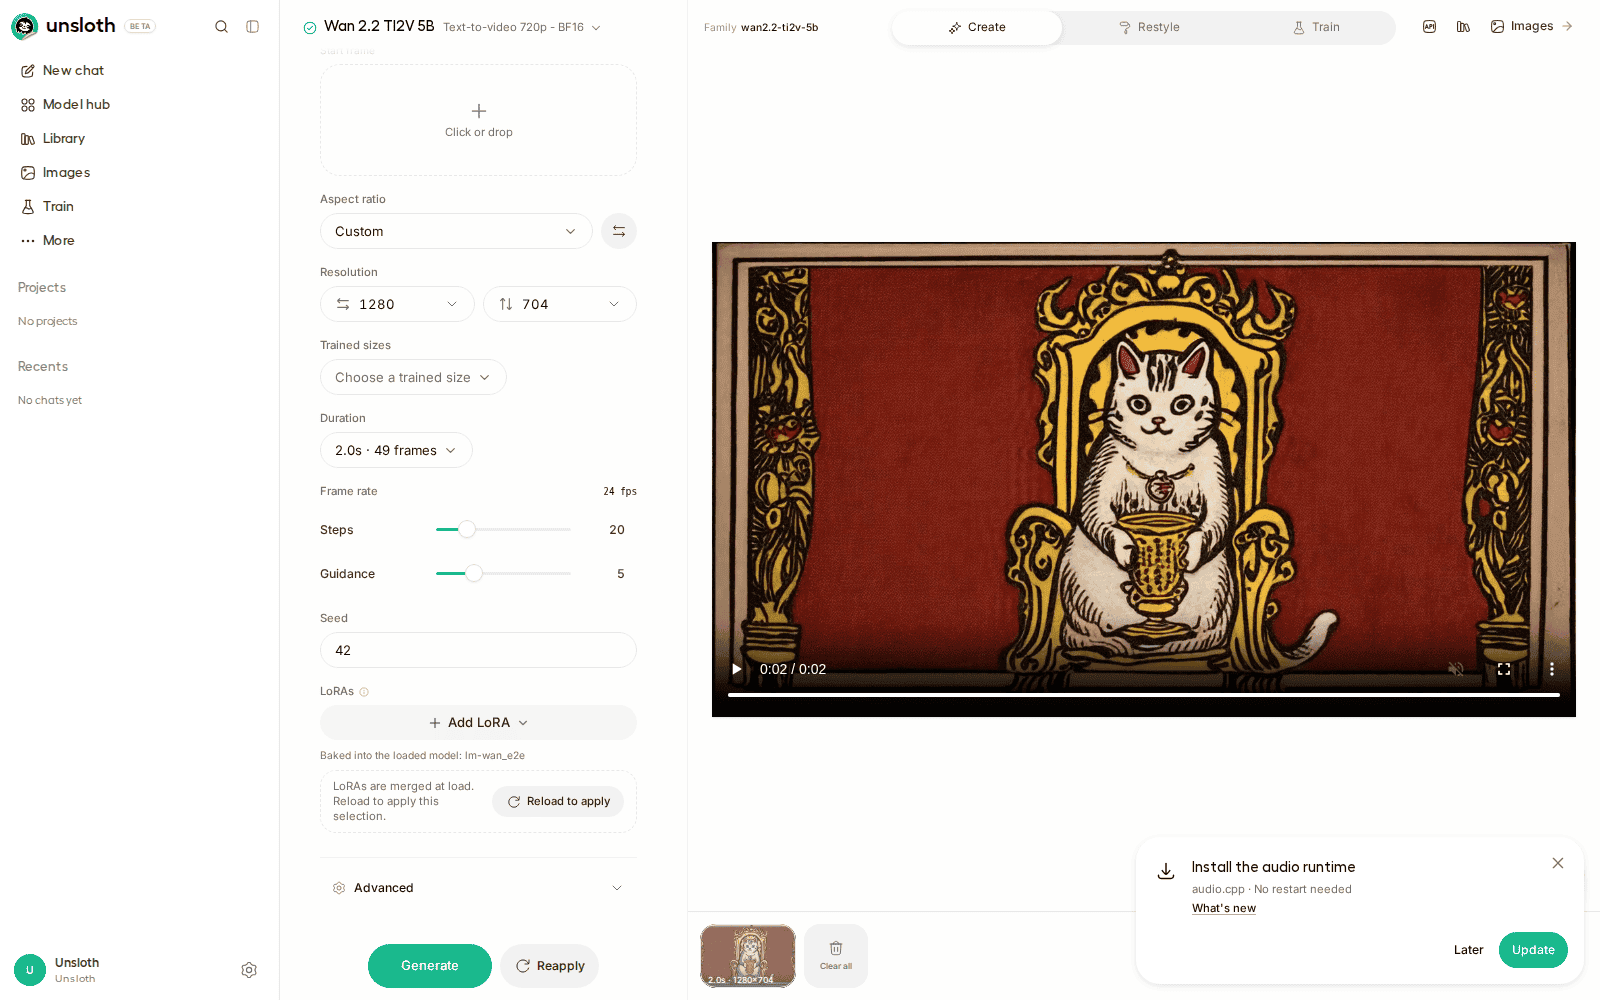 unsloth BETA
New chat
Model hub
Library
Images
Train
More
Projects
No projects
Recents
No chats yet
U
Unsloth
Unsloth
Wan 2.2 TI2V 5B Text-to-video 720p - BF16
Start frame
Click or drop
Aspect ratio
Custom
Resolution
1280 704
Trained sizes
Choose a trained size
Duration
2.0s · 49 frames
Frame rate 24 fps
Steps 20
Guidance 5
Seed
42
LoRAs
Add LoRA
Baked into the loaded model: lm-wan_e2e
LoRAs are merged at load.
Reload to apply this
selection.
Reload to apply
Advanced
Generate Reapply
Family wan2.2-ti2v-5b
Create Restyle Train
API
Images
0:02 / 0:02
2.0s · 1280×704
Clear all
Install the audio runtime
audio.cpp · No restart needed
What's new
Later Update